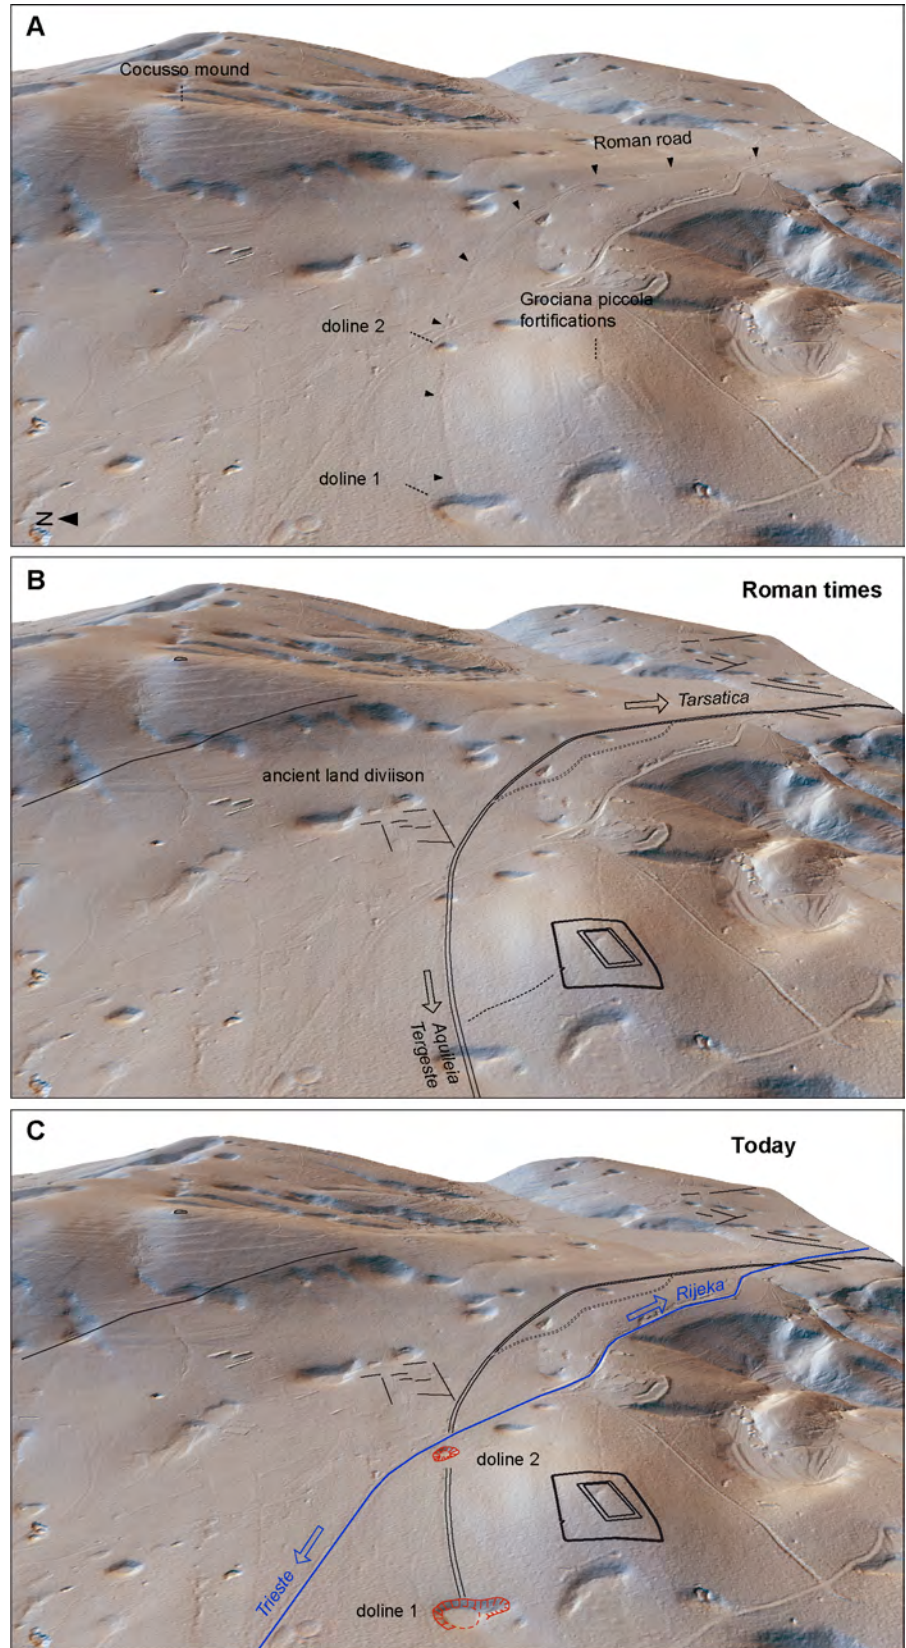 A
Cocusso mound
Roman road
Grociana piccola
fortifications
doline 2
doline 1
N
B
Roman times
Tarsatica
ancient land diviison
Aquileia
Tergeste
C
Today
Rijeka
doline 2
Trieste
doline 1